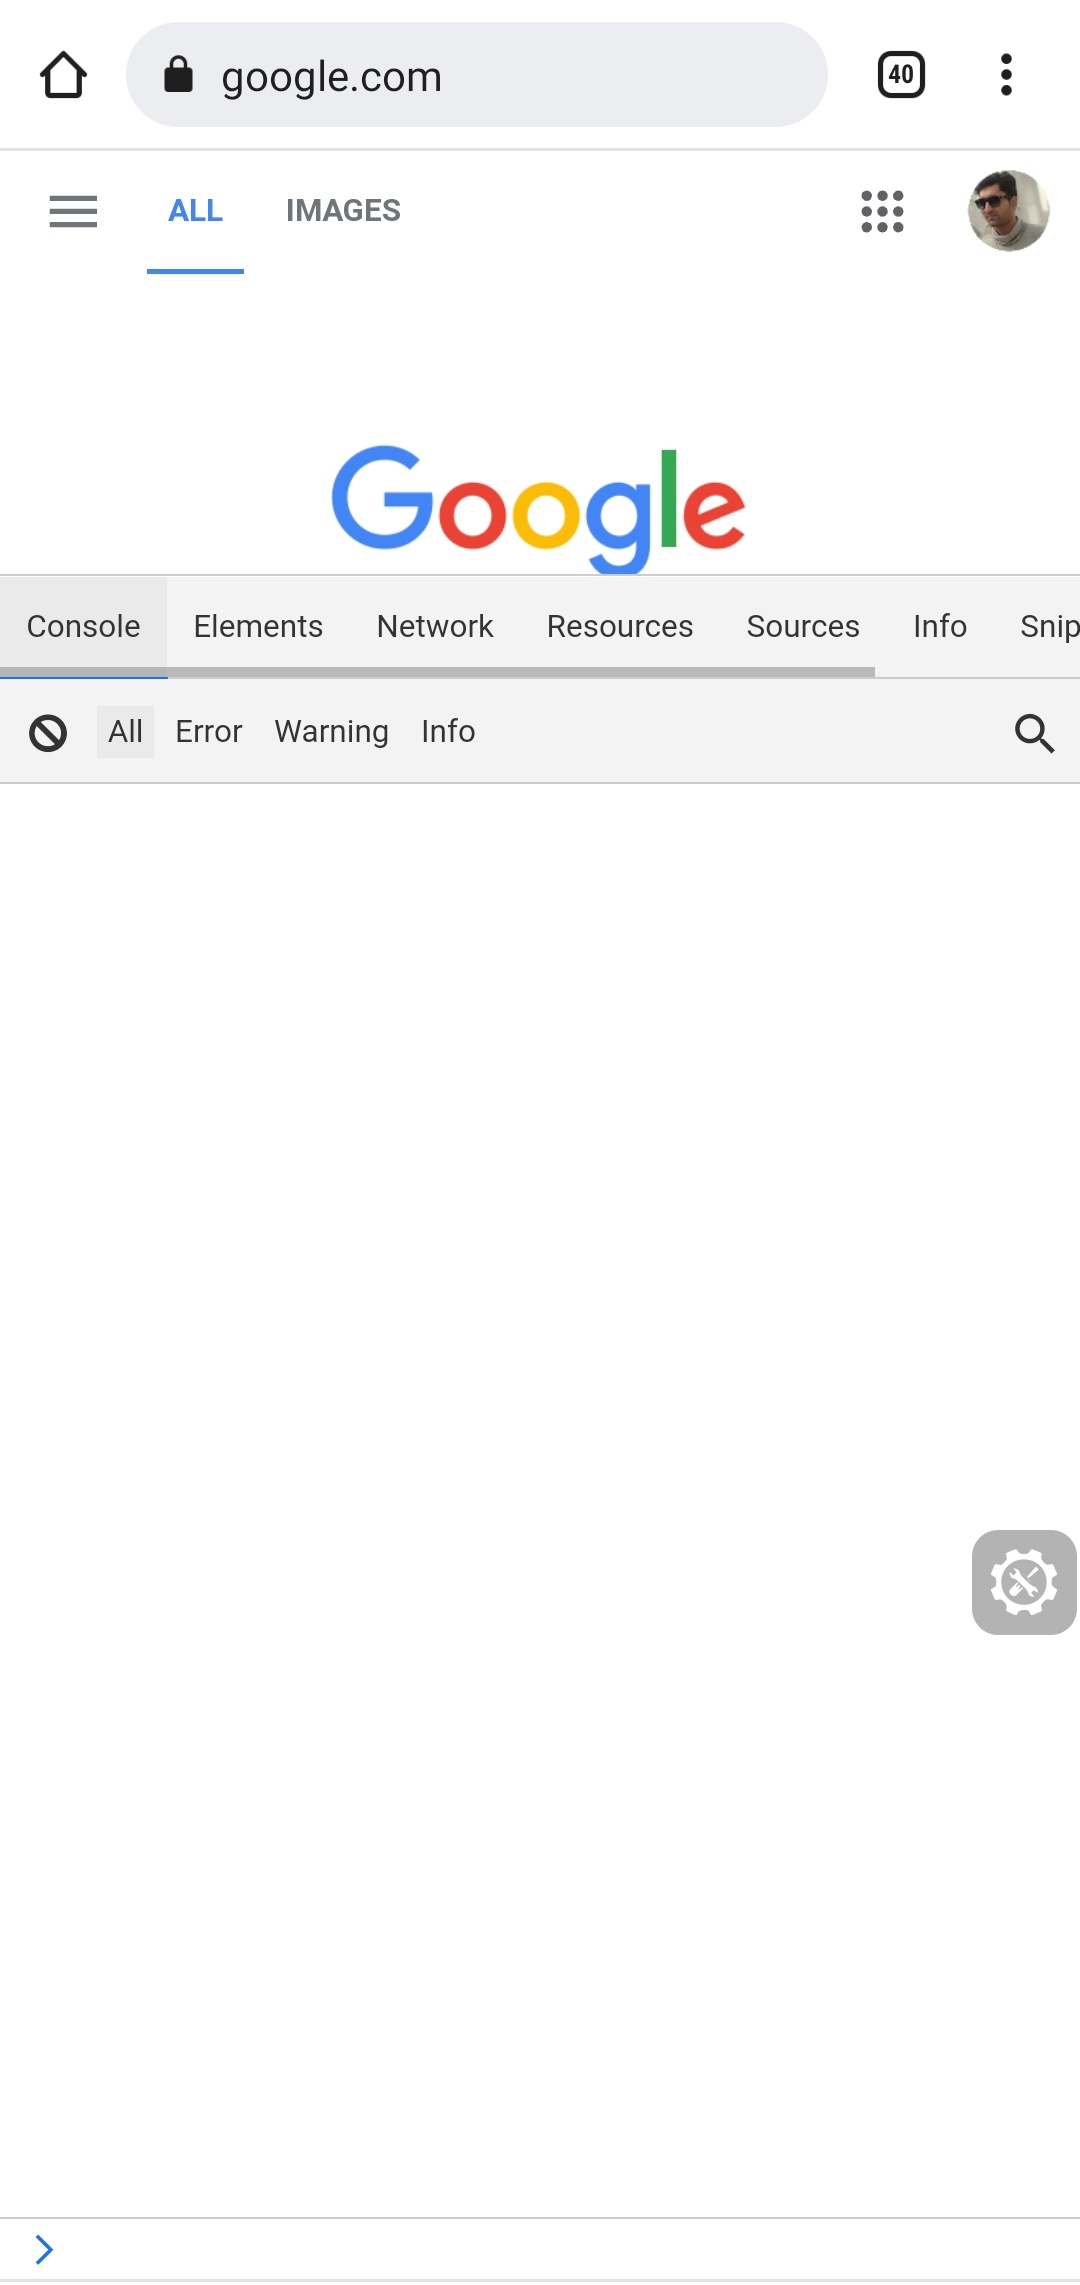 google.com 40
ALL IMAGES
Google
Console Elements Network Resources Sources Info Snip
All Error Warning Info